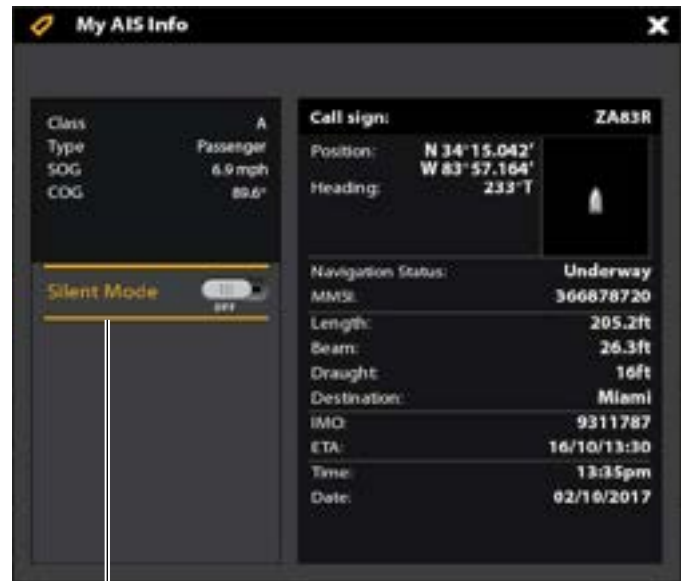 My AIS Info
Class A
Type Passenger
SOG 6.9 mph
COG 89.6°
Silent Mode
OFF
Call sign: ZA83R
Position: N 34°15.042'
W 83°57.164'
Heading: 233°T
Navigation Status: Underway
MMSI: 366878720
Length: 205.2ft
Beam: 26.3ft
Draught: 16ft
Destination: Miami
IMO: 9311787
ETA: 16/10/13:30
Time: 13:35pm
Date: 02/10/2017